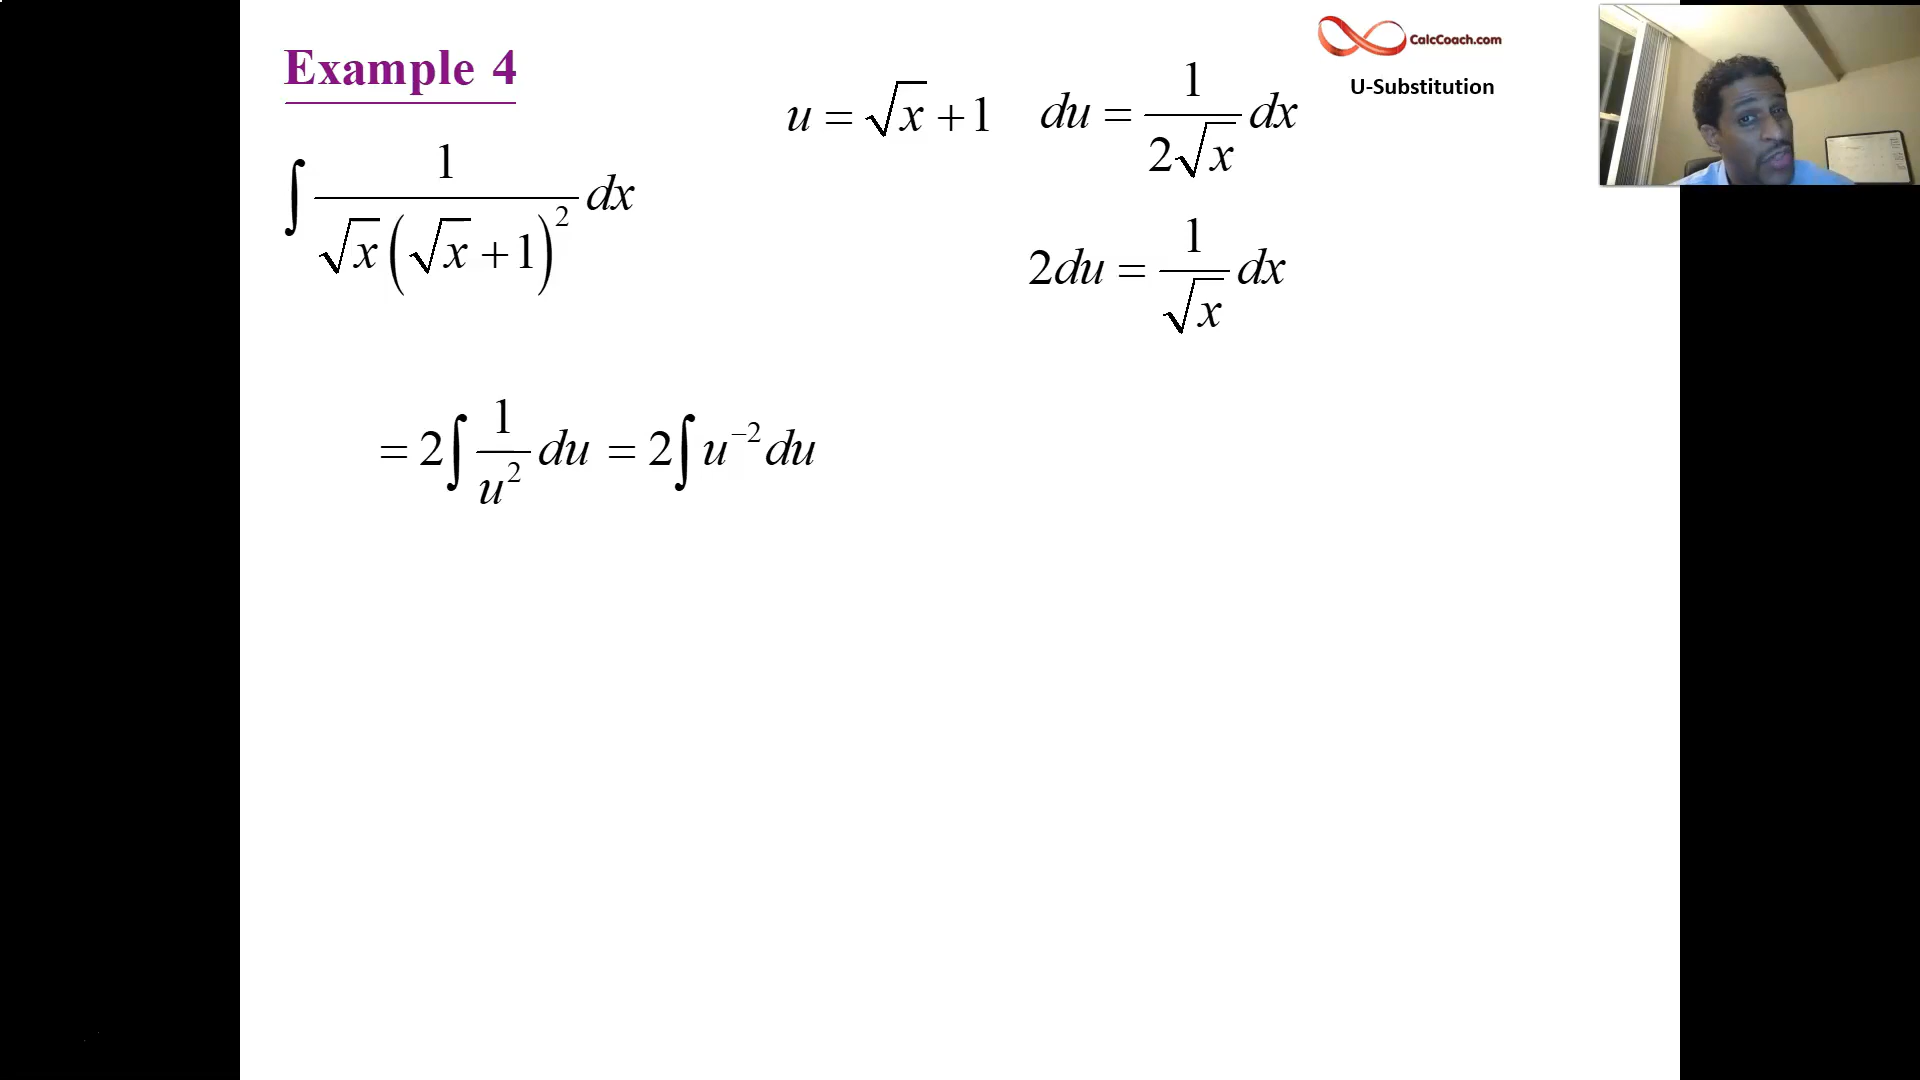 Example 4
∫ 1/(√x(√x+1)²) dx
u = √x + 1   du = 1/(2√x) dx
CalcCoach.com
U-Substitution
2du = 1/√x dx
= 2∫ 1/u² du = 2∫ u⁻² du